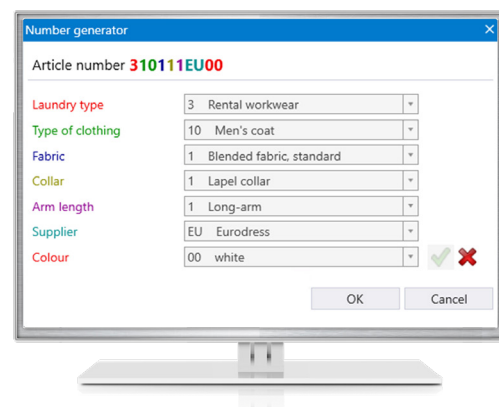 Number generator
Article number 310111EU00
Laundry type 3 Rental workwear
Type of clothing 10 Men's coat
Fabric 1 Blended fabric, standard
Collar 1 Lapel collar
Arm length 1 Long-arm
Supplier EU Eurodress
Colour 00 white
OK Cancel